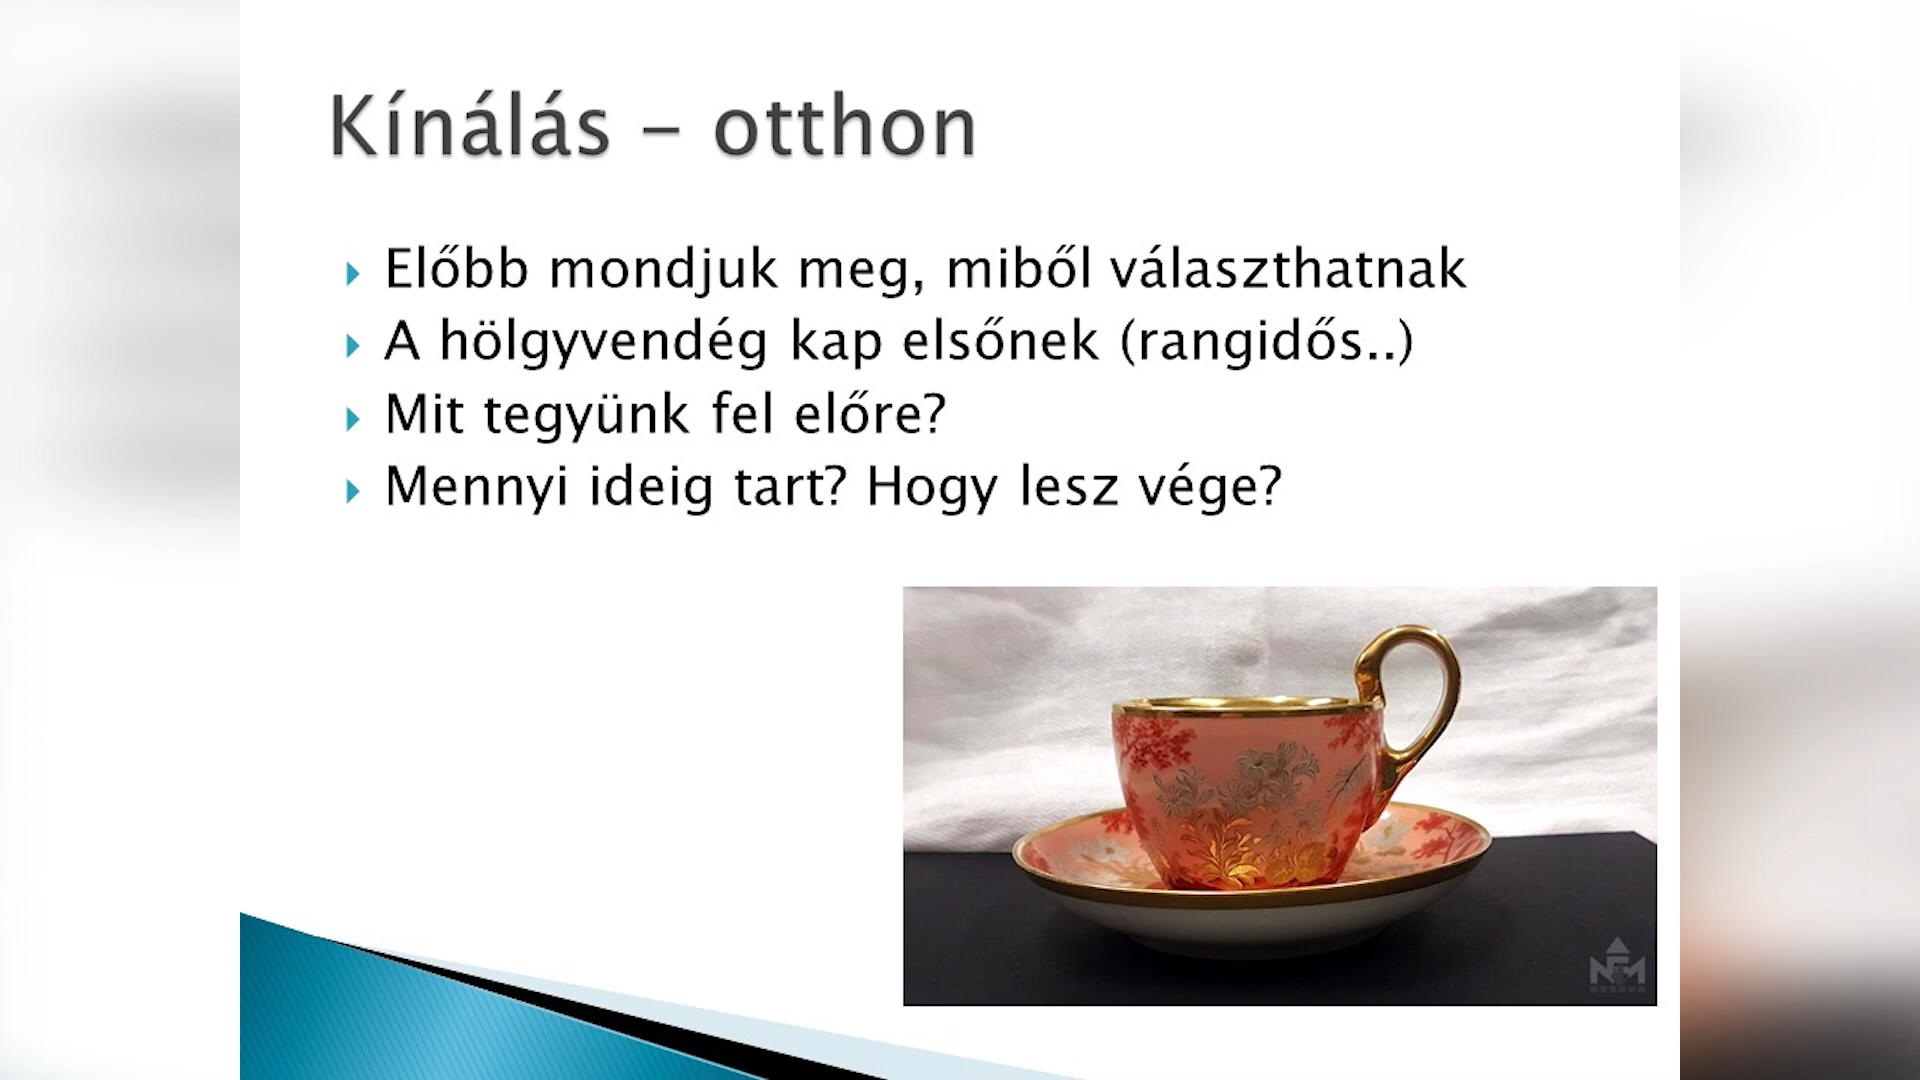 Kínálás - otthon
Előbb mondjuk meg, miből választhatnak
A hölgyvendég kap elsőnek (rangidős..)
Mit tegyünk fel előre?
Mennyi ideig tart? Hogy lesz vége?